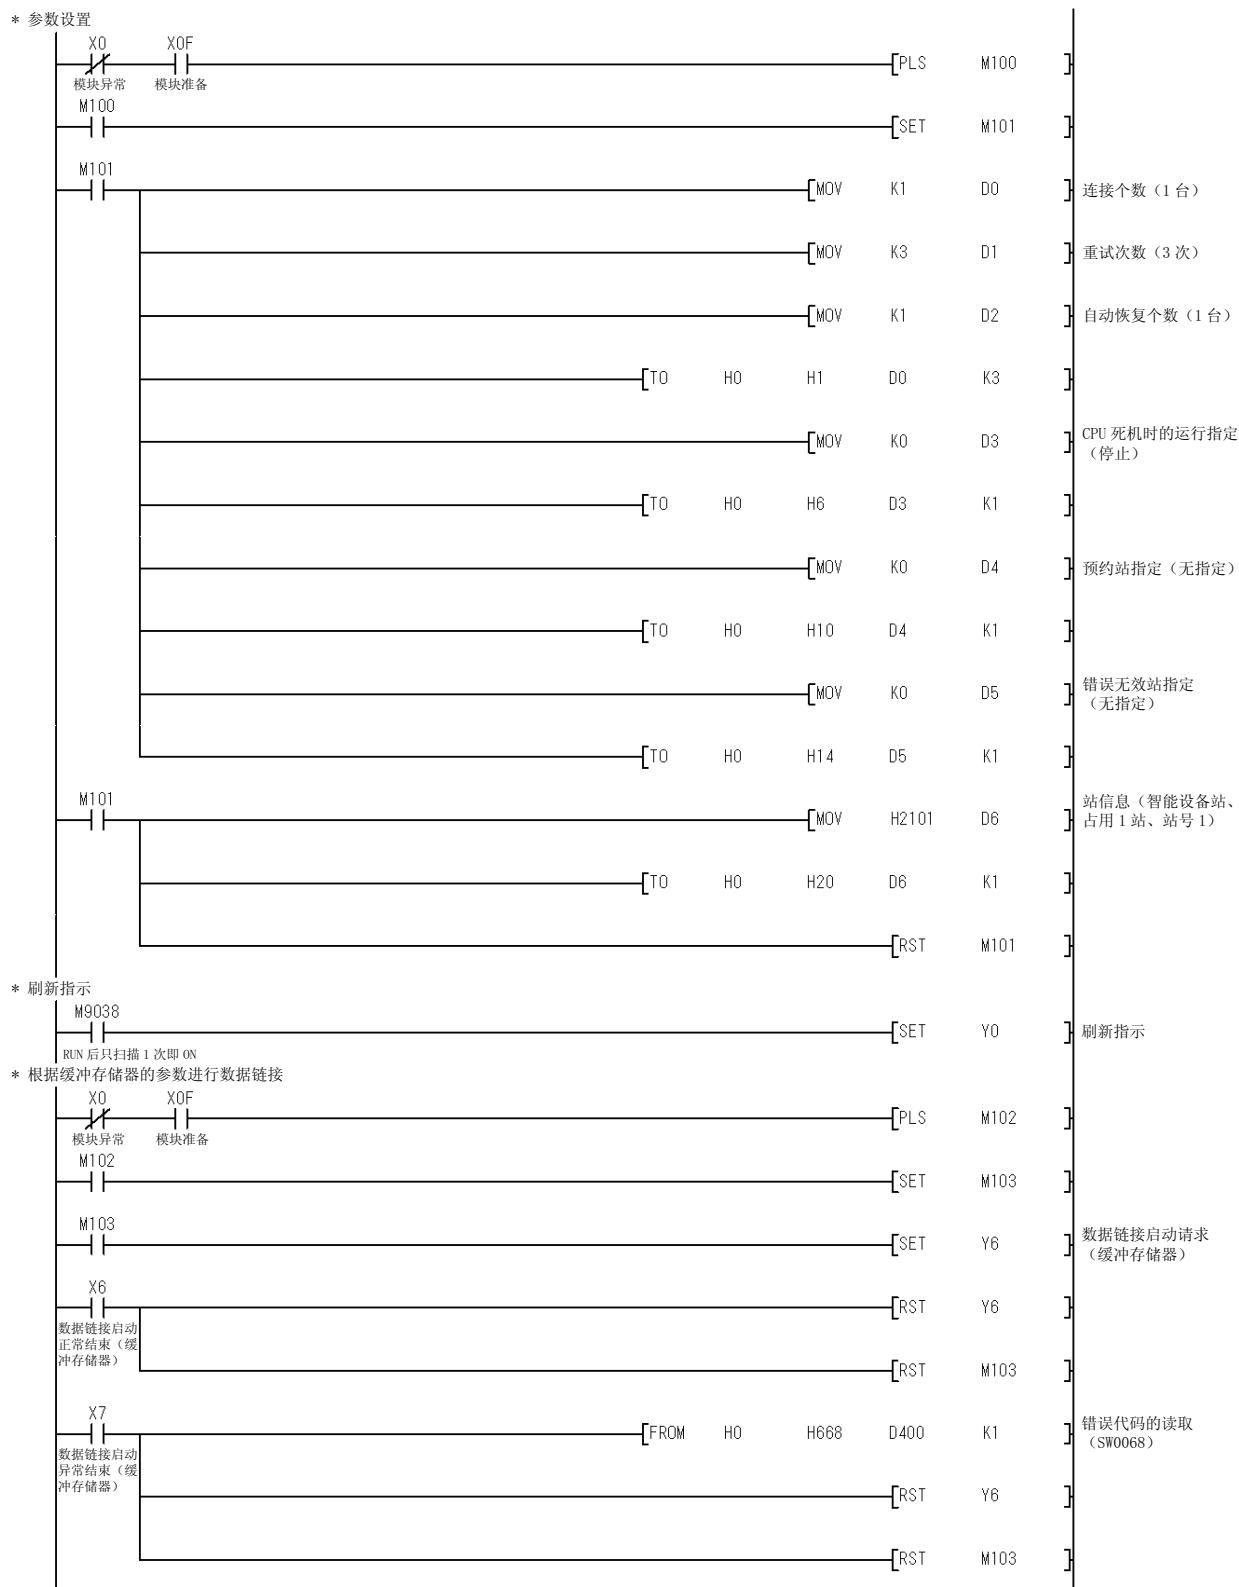 * 参数设置
X0 X0F
[PLS M100 ]
模块异常 模块准备
M100
[SET M101 ]
M101
[MOV K1 D0 ] 连接个数（1 台）
[MOV K3 D1 ] 重试次数（3 次）
[MOV K1 D2 ] 自动恢复个数（1 台）
[TO H0 H1 D0 K3 ]
[MOV K0 D3 ] CPU 死机时的运行指定
（停止）
[TO H0 H6 D3 K1 ]
[MOV K0 D4 ] 预约站指定（无指定）
[TO H0 H10 D4 K1 ]
[MOV K0 D5 ] 错误无效站指定
（无指定）
[TO H0 H14 D5 K1 ]
M101
[MOV H2101 D6 ] 站信息（智能设备站、
占用 1 站、站号 1）
[TO H0 H20 D6 K1 ]
[RST M101 ]
* 刷新指示
M9038
[SET Y0 ] 刷新指示
RUN 后只扫描 1 次即 ON
* 根据缓冲存储器的参数进行数据链接
X0 X0F
[PLS M102 ]
模块异常 模块准备
M102
[SET M103 ]
M103
[SET Y6 ] 数据链接启动请求
（缓冲存储器）
X6
[RST Y6 ]
数据链接启动
正常结束（缓
冲存储器）
[RST M103 ]
X7
[FROM H0 H668 D400 K1 ] 错误代码的读取
（SW0068）
数据链接启动
异常结束（缓
冲存储器）
[RST Y6 ]
[RST M103 ]